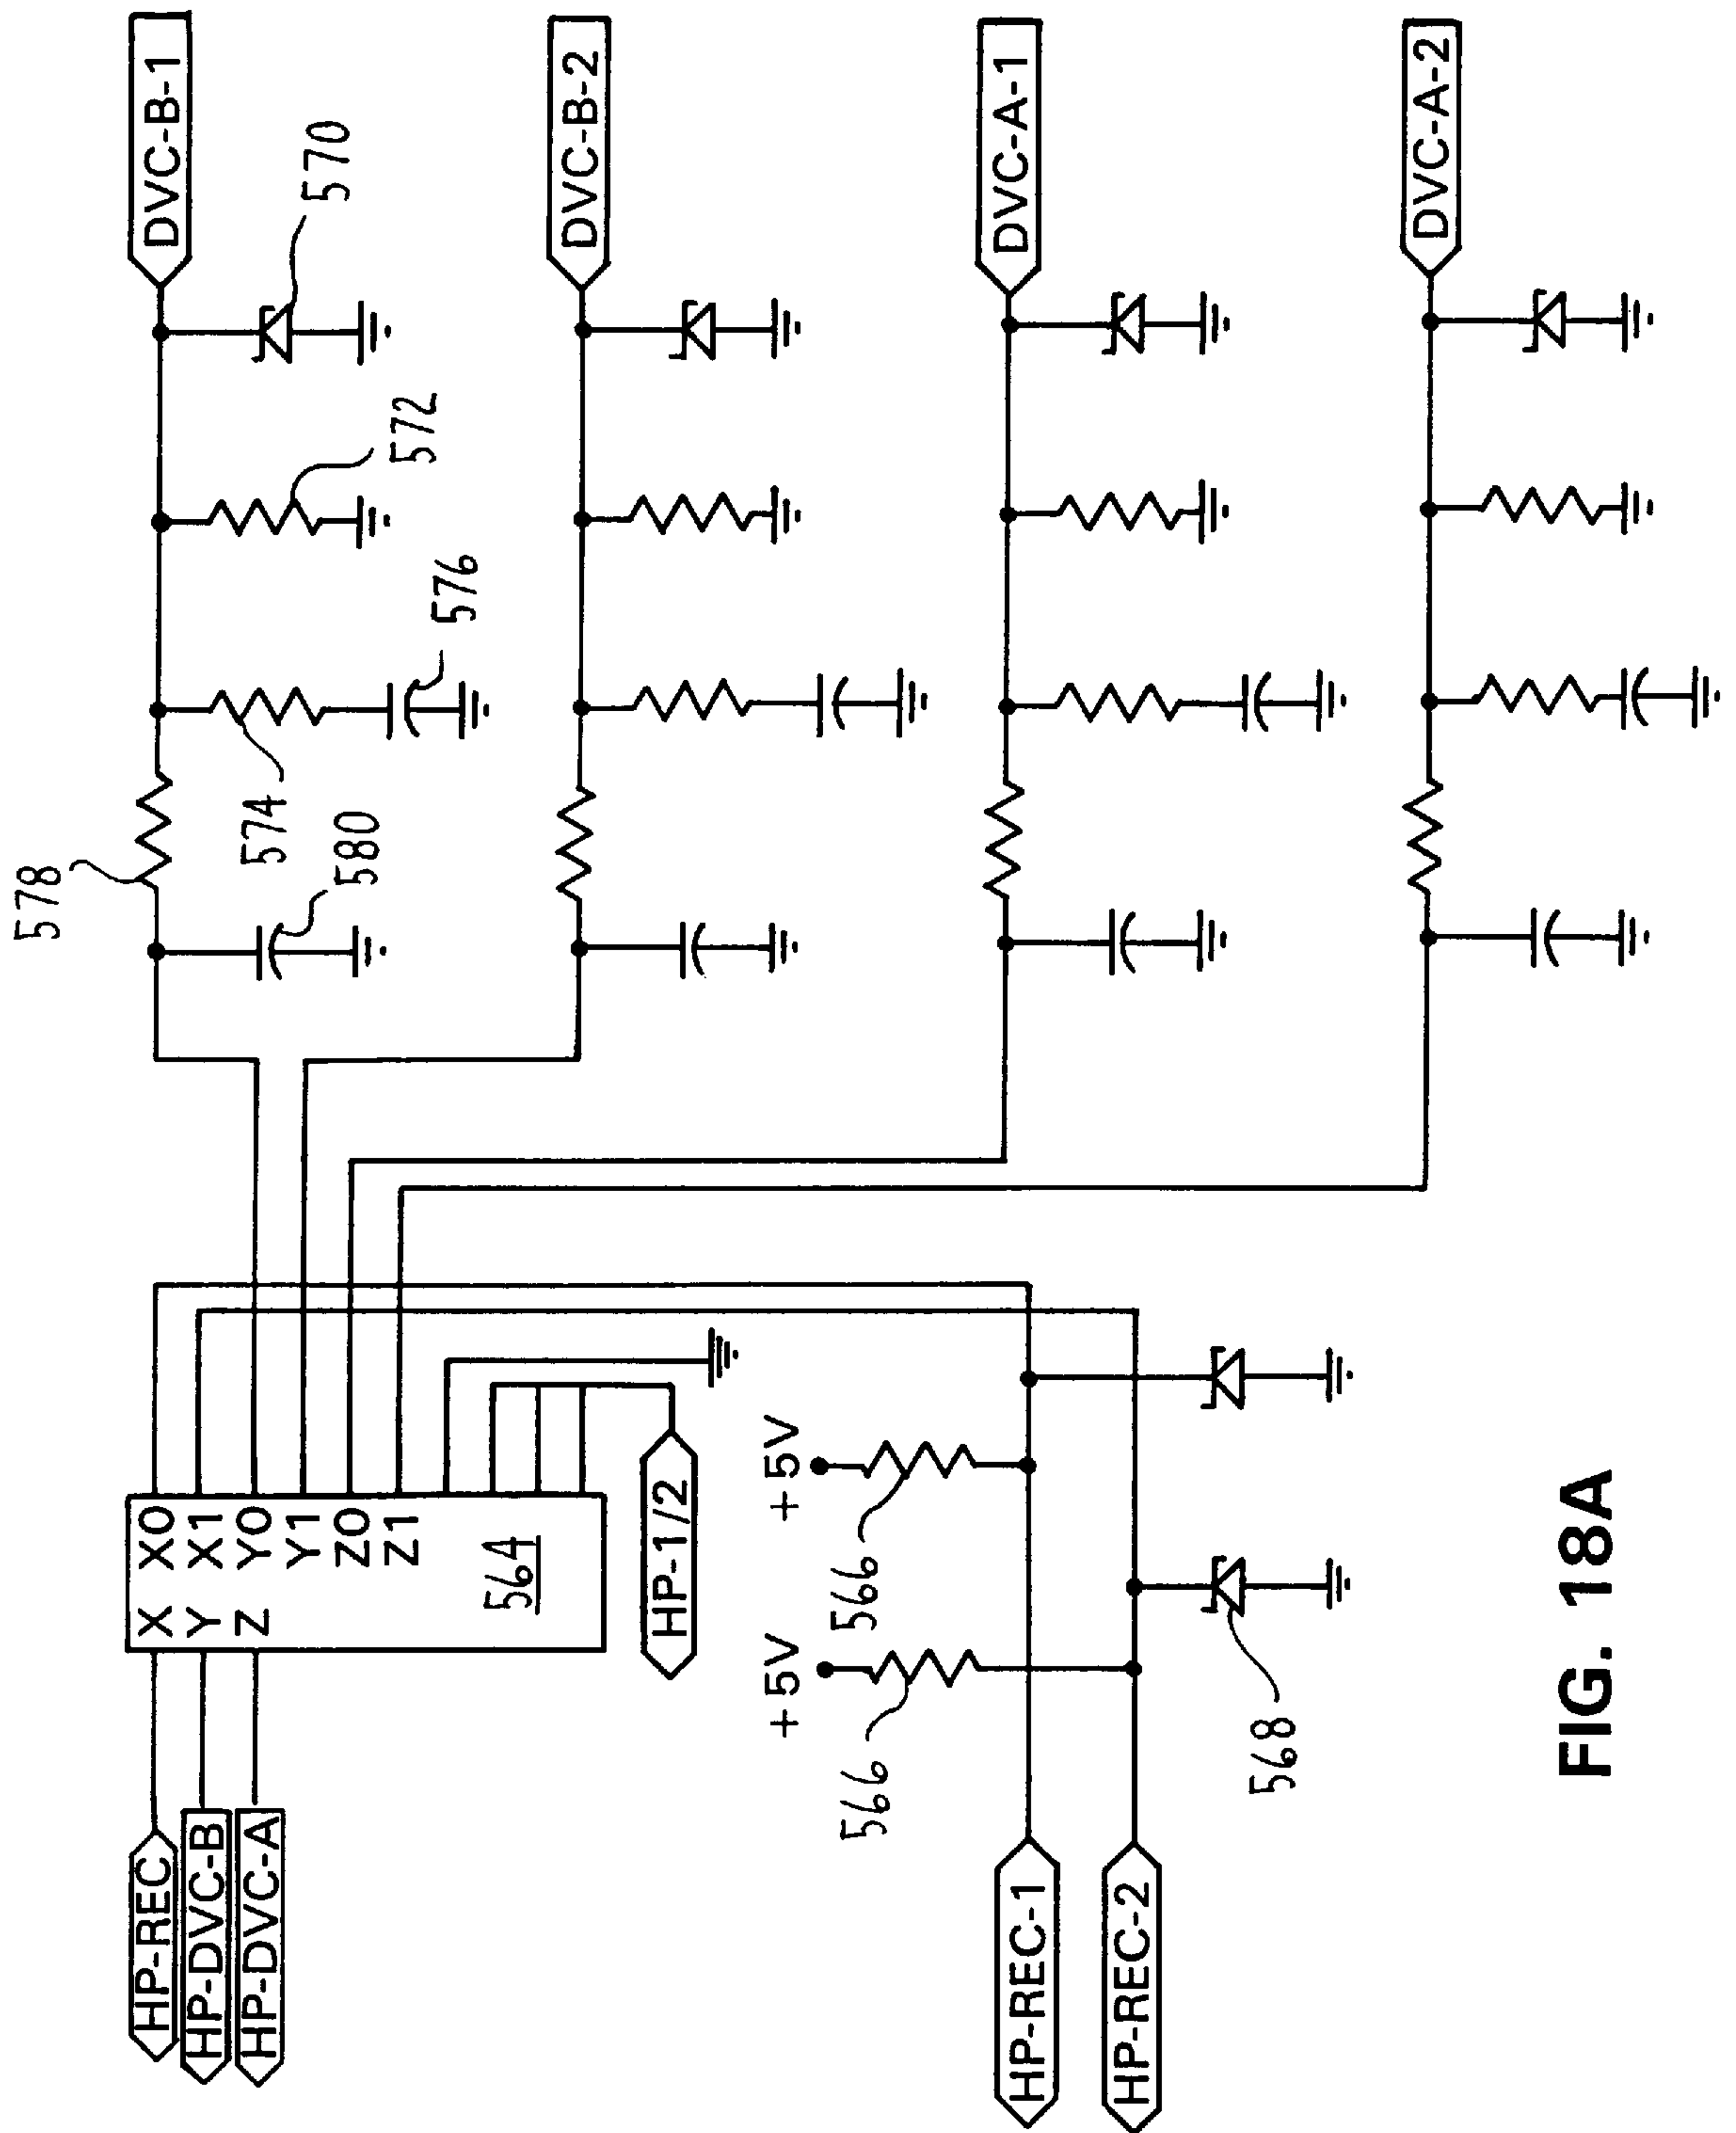 DVC-B-1
DVC-B-2
DVC-A-1
DVC-A-2
570
572
576
574
578
580
X X0
Y X1
Z Y0
Y1
Z0
Z1
564
HP-REC
HP-DVC-B
HP-DVC-A
HP-1/2
+5V
+5V
566
566
568
HP-REC-1
HP-REC-2
FIG. 18A